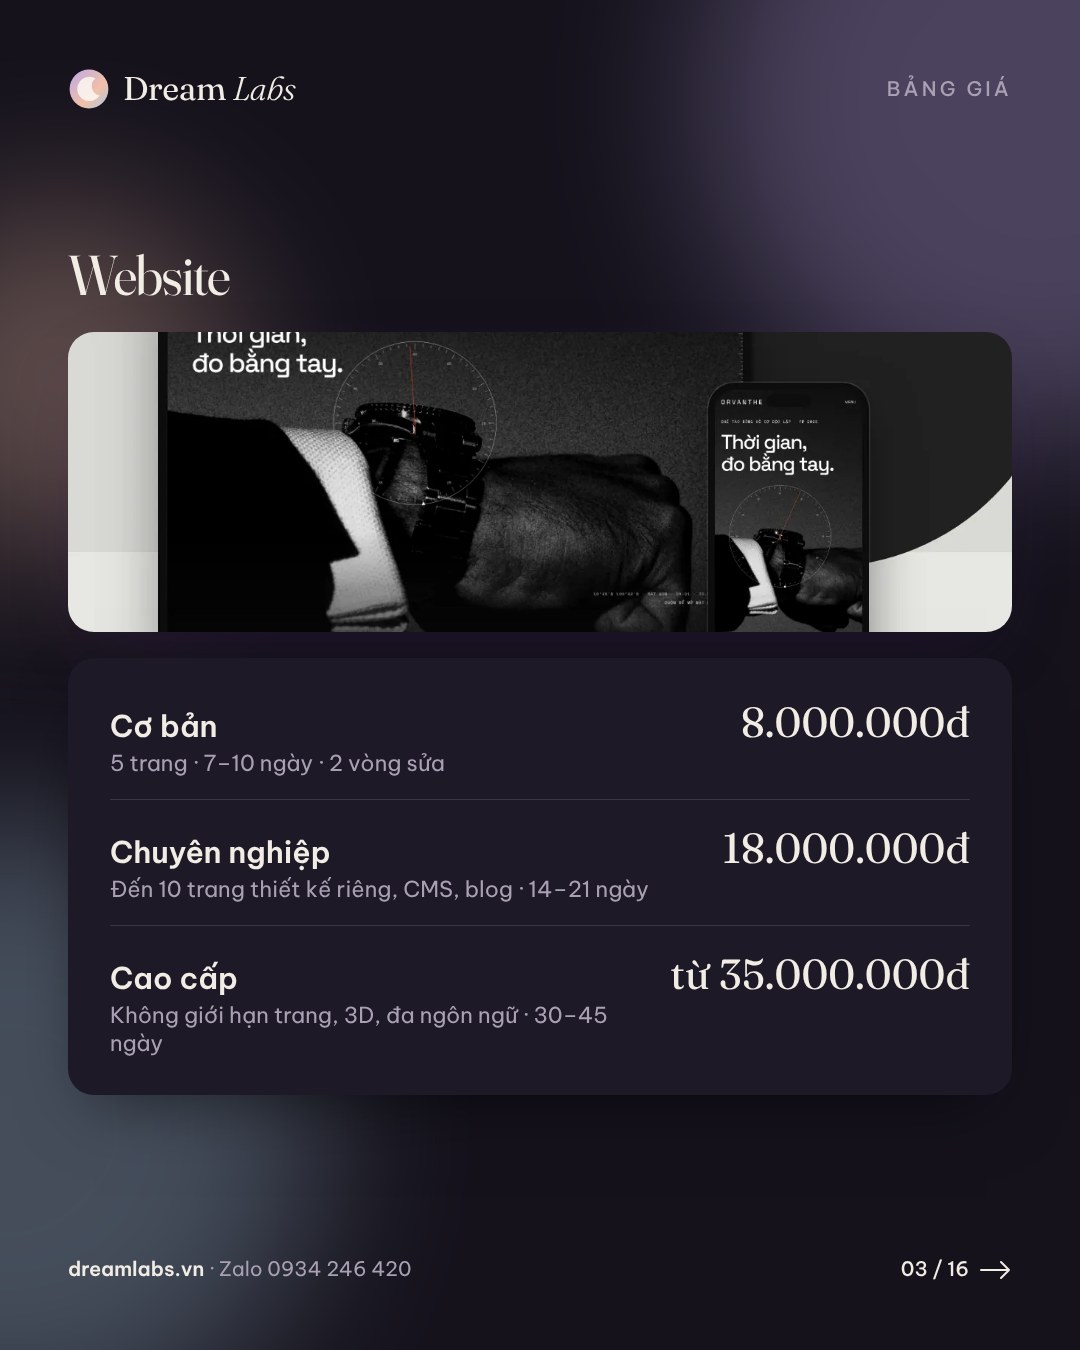 Dream Labs
BẢNG GIÁ
Website
Thời gian,
đo bằng tay.
ORVANTHE
MENU
Thời gian,
đo bằng tay.
Cơ bản
8.000.000đ
5 trang · 7–10 ngày · 2 vòng sửa
Chuyên nghiệp
18.000.000đ
Đến 10 trang thiết kế riêng, CMS, blog · 14–21 ngày
Cao cấp
từ 35.000.000đ
Không giới hạn trang, 3D, đa ngôn ngữ · 30–45
ngày
dreamlabs.vn · Zalo 0934 246 420
03 / 16